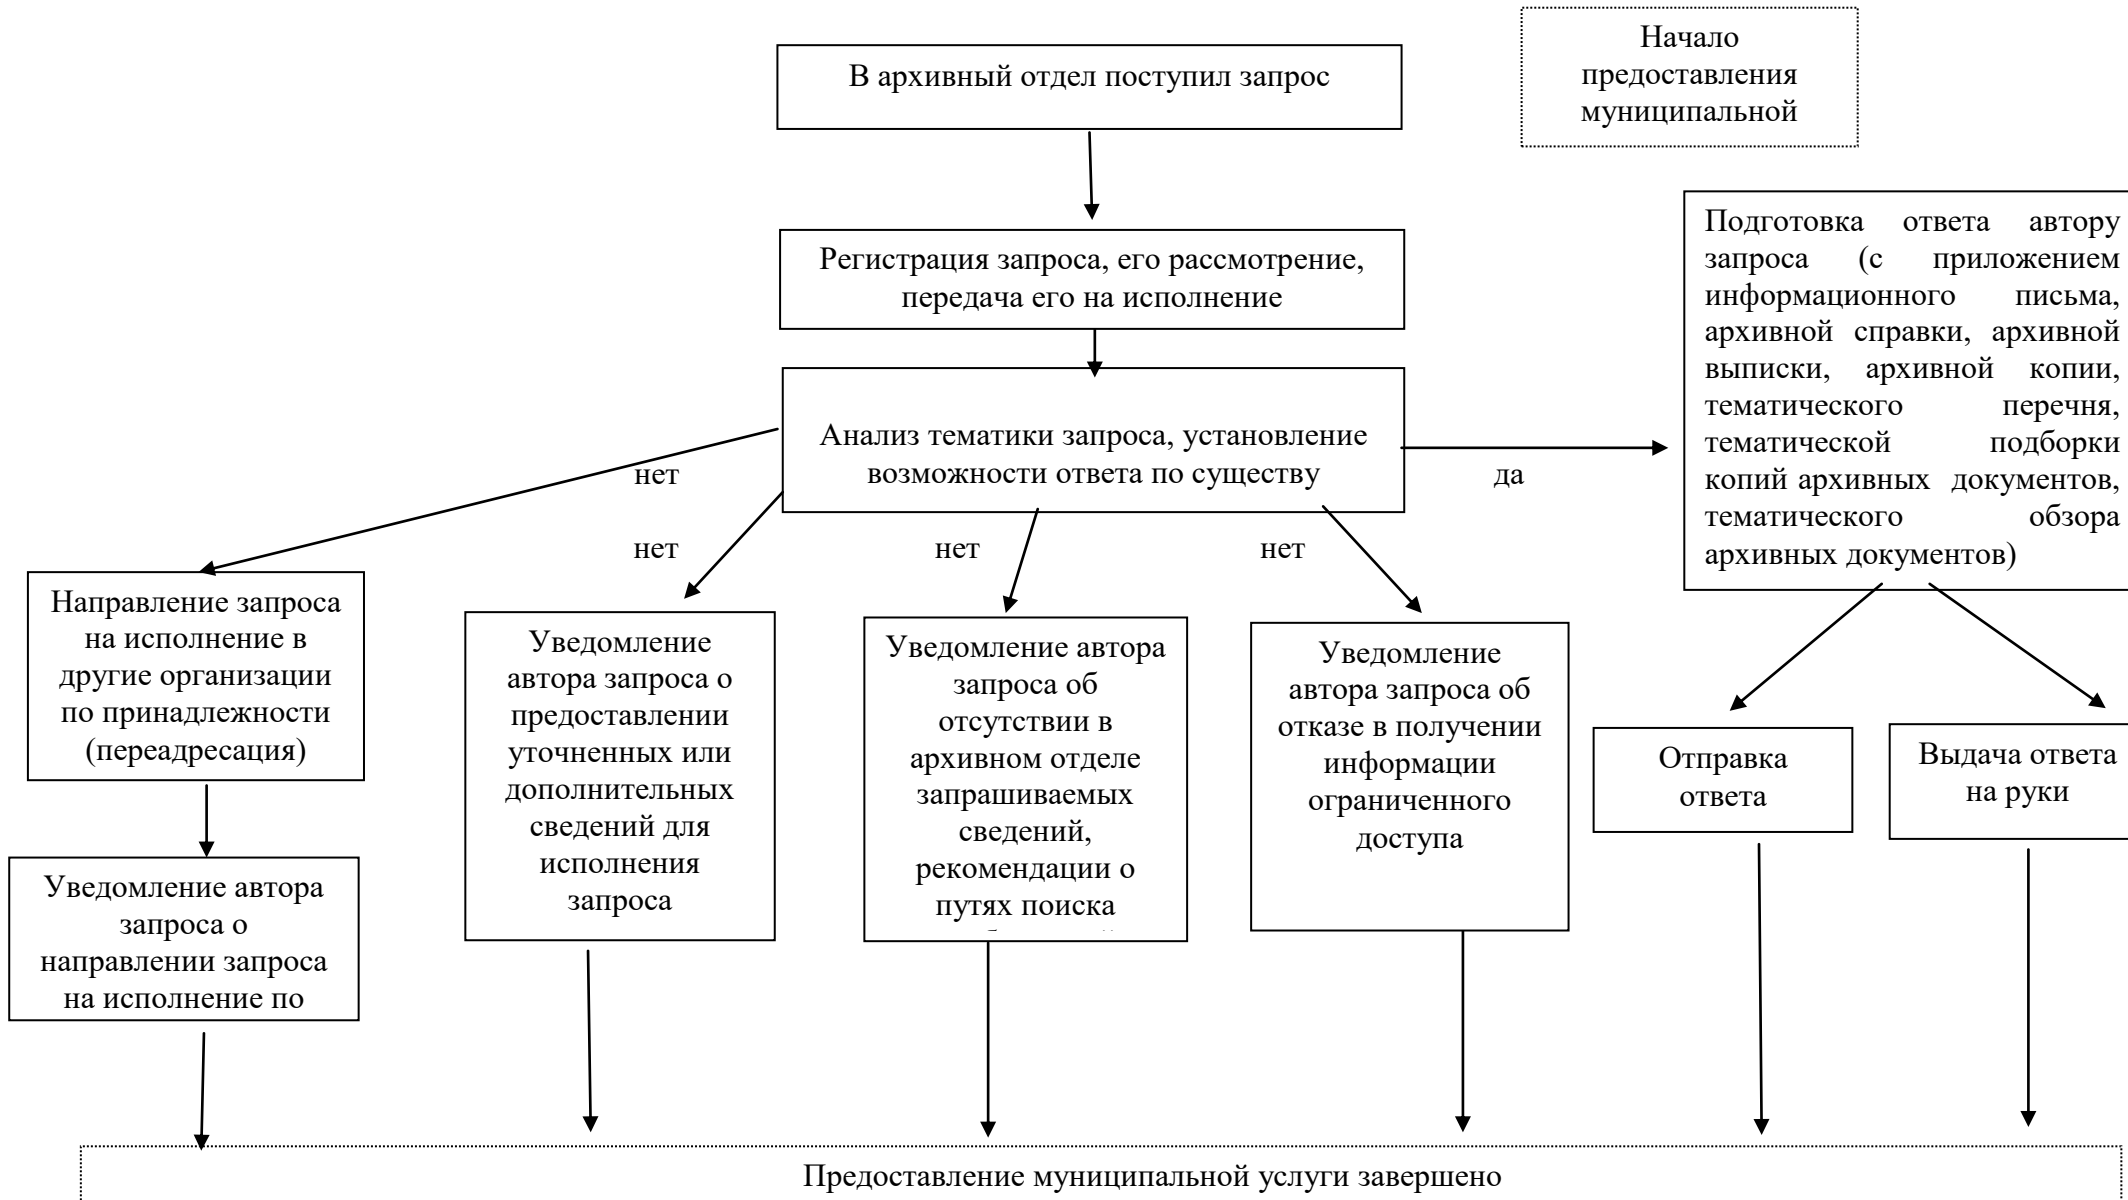 Начало
предоставления
муниципальной
В архивный отдел поступил запрос
Регистрация запроса, его рассмотрение,
передача его на исполнение
Анализ тематики запроса, установление
возможности ответа по существу
да
Подготовка ответа автору
запроса (с приложением
информационного письма,
архивной справки, архивной
выписки, архивной копии,
тематического перечня,
тематической подборки
копий архивных документов,
тематического обзора
архивных документов)
нет
нет
нет
нет
Направление запроса
на исполнение в
другие организации
по принадлежности
(переадресация)
Уведомление автора
запроса о
направлении запроса
на исполнение по
Уведомление
автора запроса о
предоставлении
уточненных или
дополнительных
сведений для
исполнения
запроса
Уведомление автора
запроса об
отсутствии в
архивном отделе
запрашиваемых
сведений,
рекомендации о
путях поиска
Уведомление
автора запроса об
отказе в получении
информации
ограниченного
доступа
Отправка
ответа
Выдача ответа
на руки
Предоставление муниципальной услуги завершено